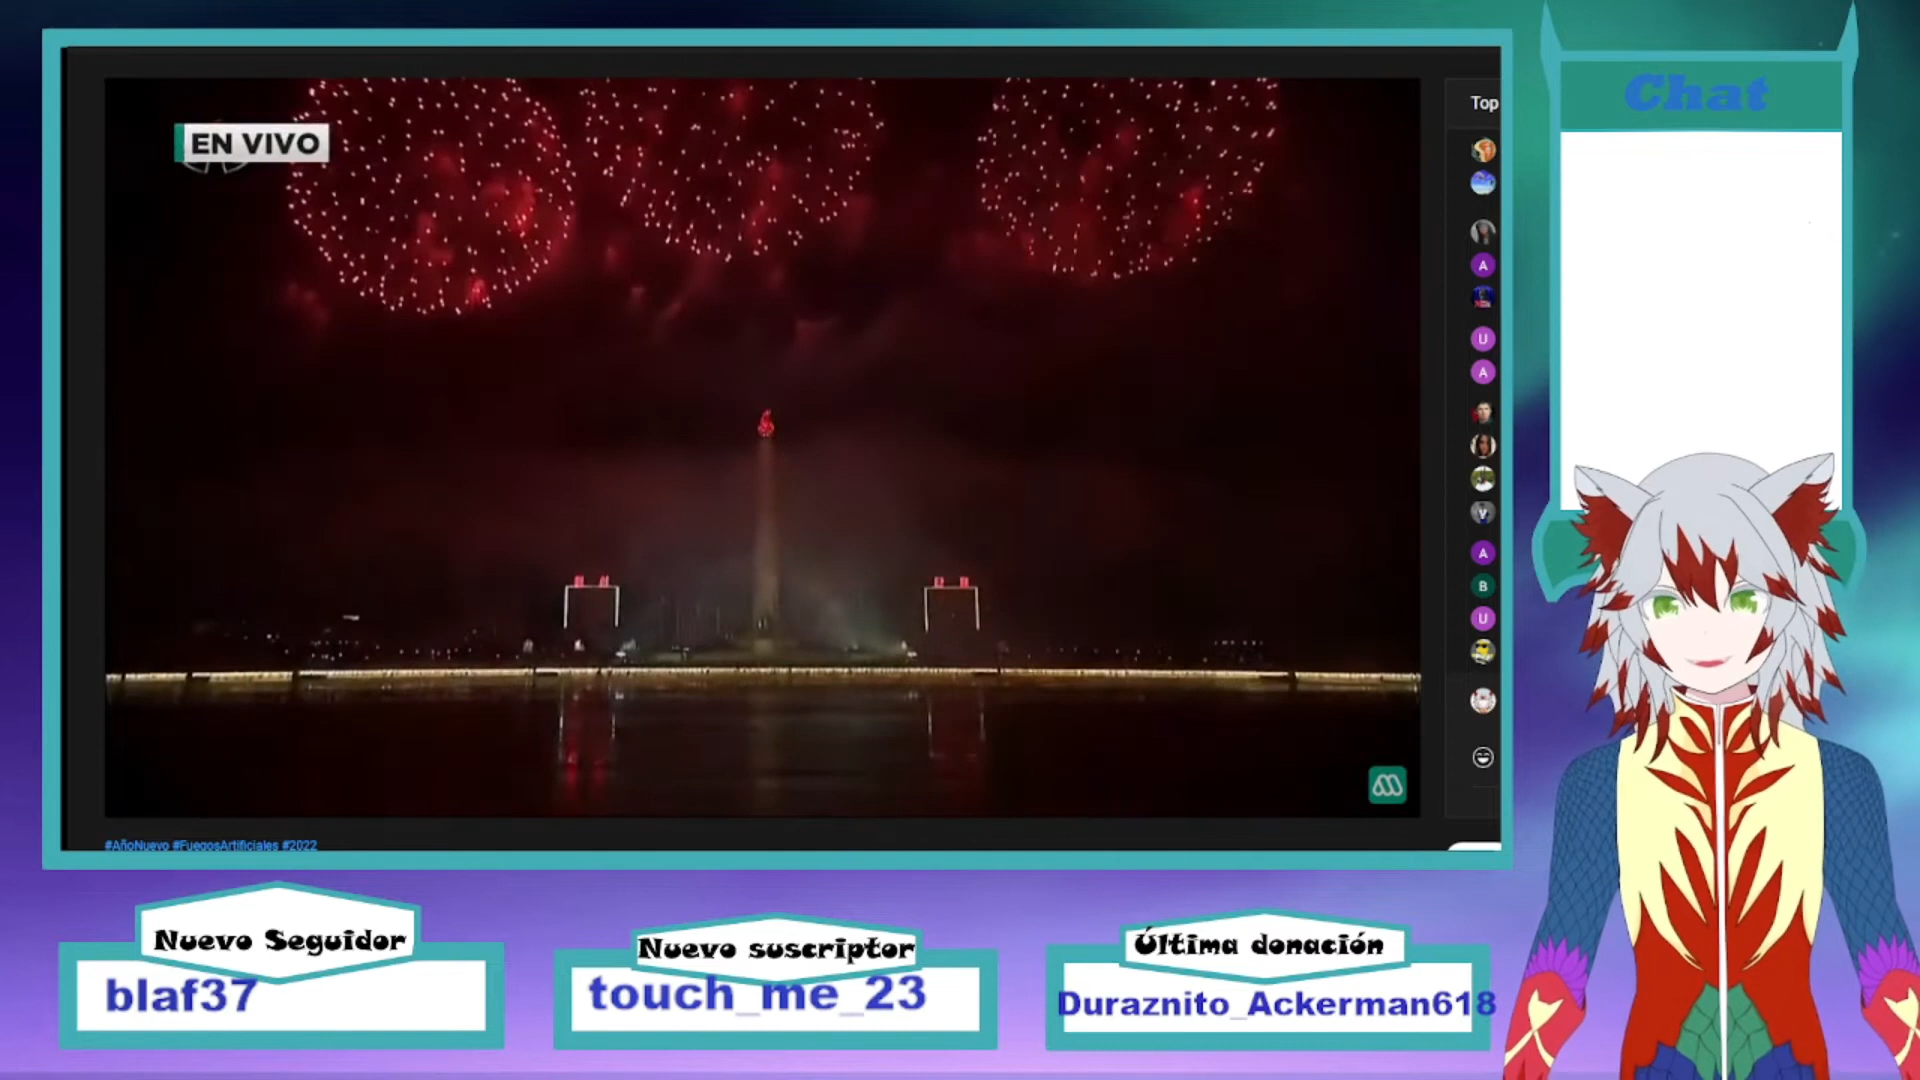 EN VIVO
Top
A
U
A
A
B
U
#AñoNuevo #FuegosArtificiales #2022
Chat
Nuevo Seguidor
blaf37
Nuevo suscriptor
touch_me_23
Última donación
Duraznito_Ackerman618